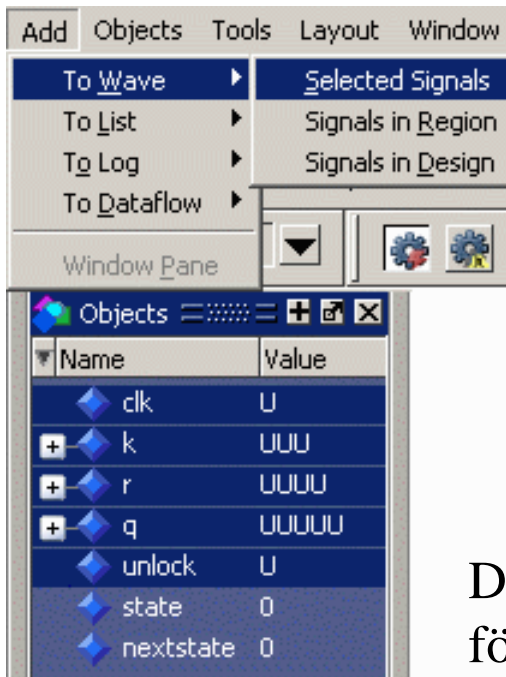 Add Objects Tools Layout Window
To Wave Selected Signals
To List Signals in Region
To Log Signals in Design
To Dataflow
Window Pane
Objects
Name Value
clk U
k UUU
r UUUU
q UUUUU
unlock U
state 0
nextstate 0
D
fö